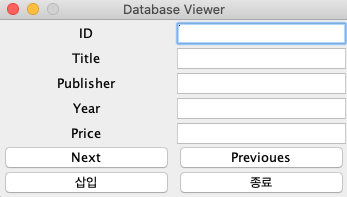 Database Viewer
ID
Title
Publisher
Year
Price
Next Previoues
삽입 종료